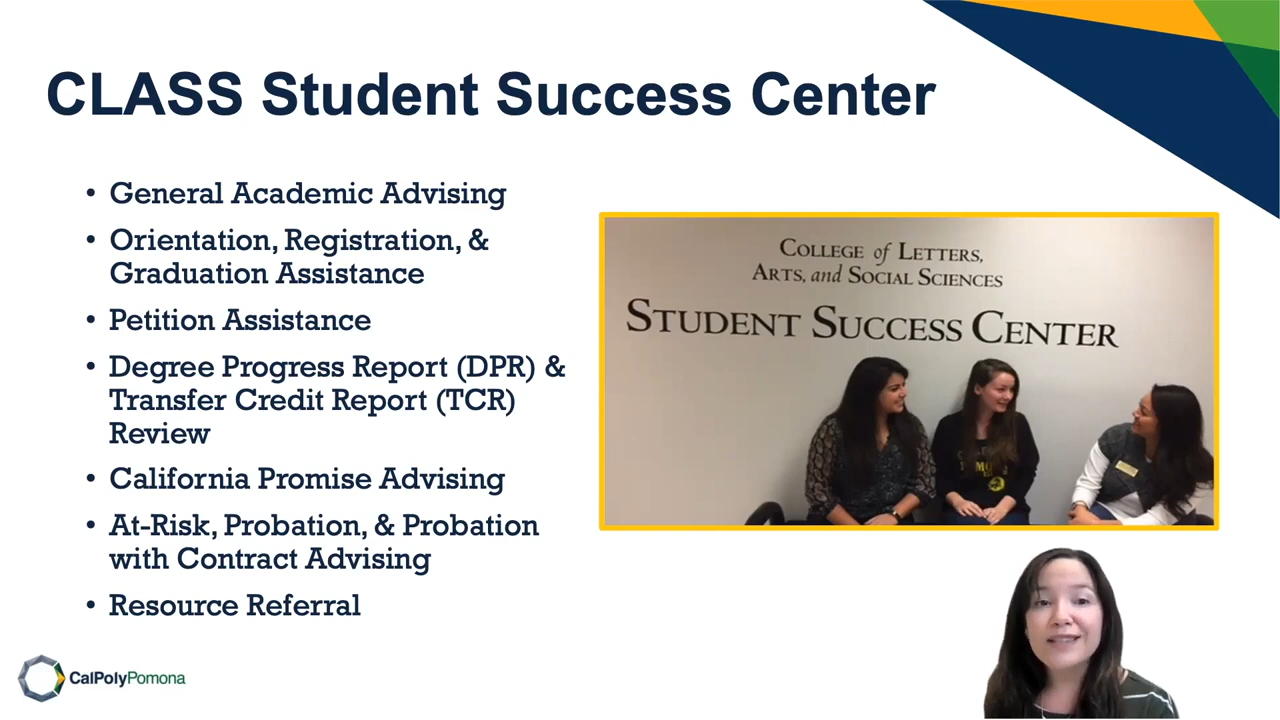 CLASS Student Success Center
• General Academic Advising
• Orientation, Registration, &
Graduation Assistance
• Petition Assistance
• Degree Progress Report (DPR) &
Transfer Credit Report (TCR)
Review
• California Promise Advising
• At-Risk, Probation, & Probation
with Contract Advising
• Resource Referral
COLLEGE of LETTERS,
ARTS, and SOCIAL SCIENCES
STUDENT SUCCESS CENTER
CalPolyPomona